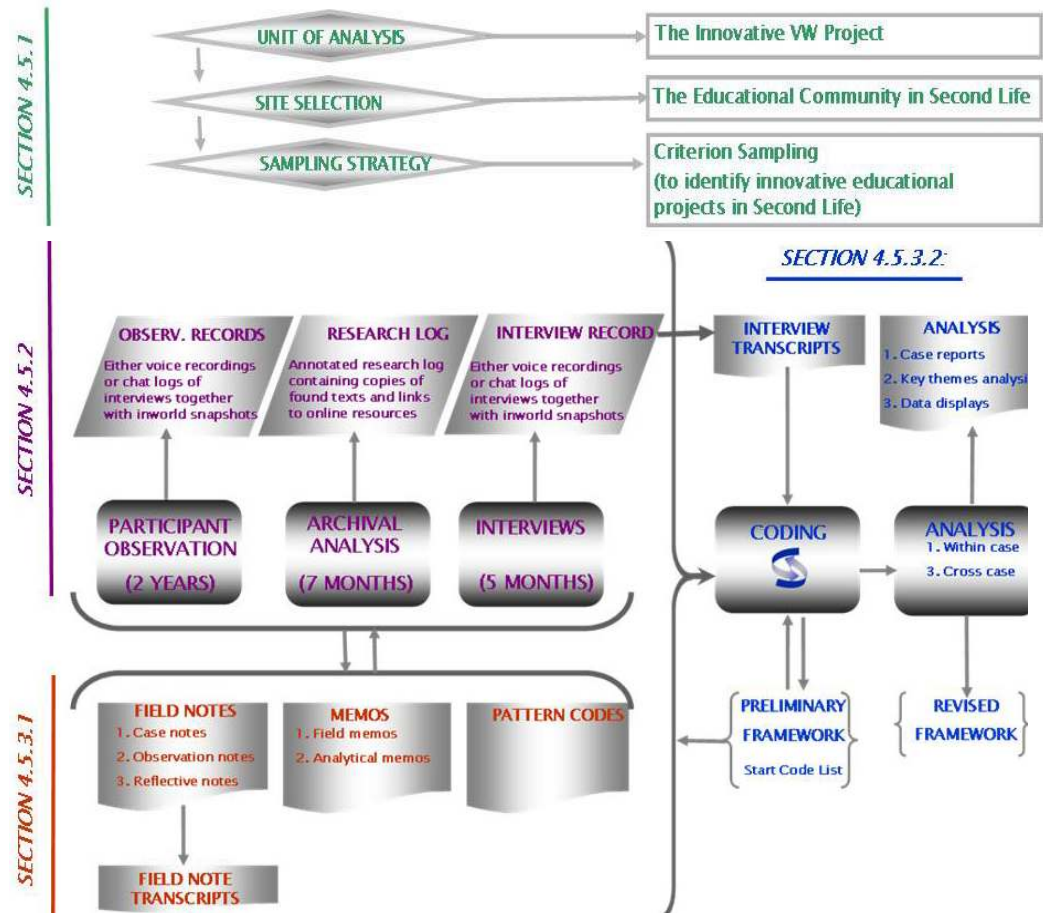 SECTION 4.5.1
UNIT OF ANALYSIS
The Innovative VW Project
SITE SELECTION
The Educational Community in Second Life
SAMPLING STRATEGY
Criterion Sampling
(to identify innovative educational
projects in Second Life)
SECTION 4.5.2
OBSERV. RECORDS
Either voice recordings
or chat logs of
interviews together
with inworld snapshots
RESEARCH LOG
Annotated research log
containing copies of
found texts and links
to online resources
INTERVIEW RECORD
Either voice recordings
or chat logs of
interviews together
with inworld snapshots
PARTICIPANT
OBSERVATION
(2 YEARS)
ARCHIVAL
ANALYSIS
(7 MONTHS)
INTERVIEWS
(5 MONTHS)
SECTION 4.5.3.2:
INTERVIEW
TRANSCRIPTS
ANALYSIS
1. Case reports
2. Key themes analysi
3. Data displays
CODING
ANALYSIS
1. Within case
3. Cross case
PRELIMINARY
FRAMEWORK
Start Code List
REVISED
FRAMEWORK
SECTION 4.5.3.1
FIELD NOTES
1. Case notes
2. Observation notes
3. Reflective notes
MEMOS
1. Field memos
2. Analytical memos
PATTERN CODES
FIELD NOTE
TRANSCRIPTS